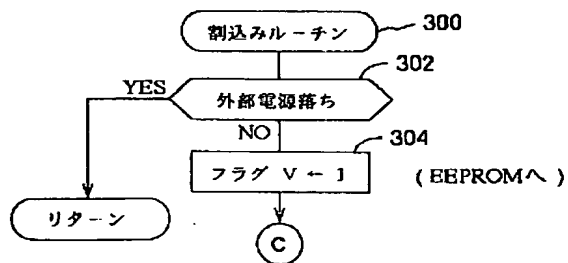 割込みルーチン
300
302
YES
外部電源落ち
NO
304
フラグ V ← 1
(EEPROMへ)
リターン
C